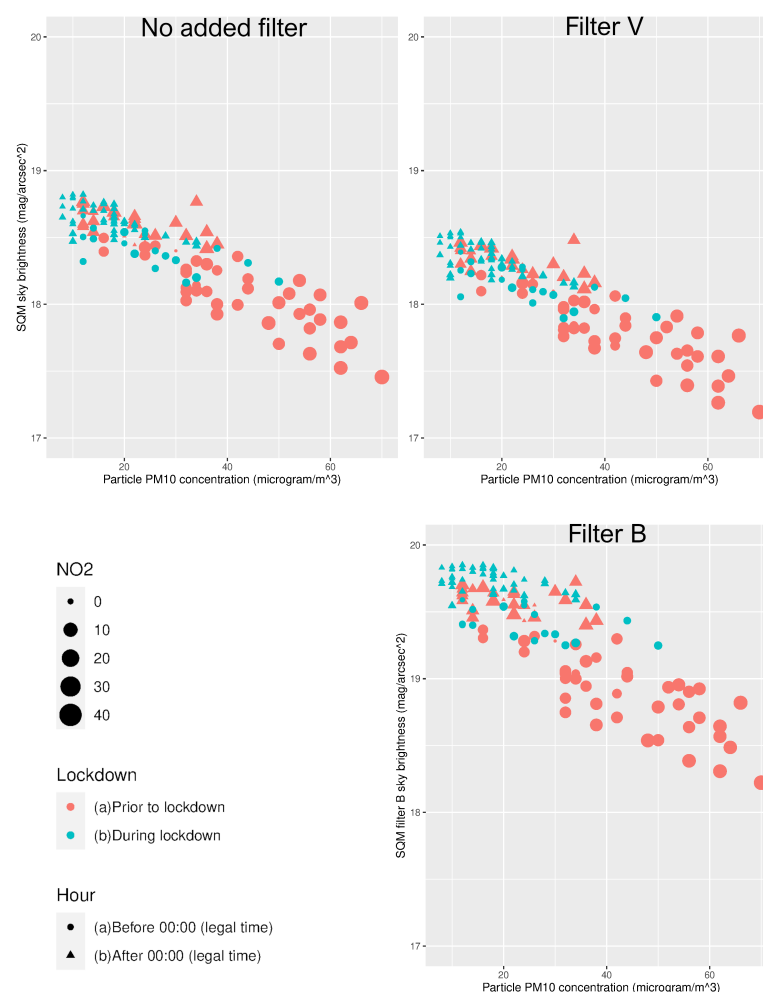 No added filter
20
19
18
17
SQM sky brightness (mag/arcsec^2)
20
40
60
Particle PM10 concentration (microgram/m^3)
Filter V
20
19
18
17
20
40
60
Particle PM10 concentration (microgram/m^3)
NO2
0
10
20
30
40
Lockdown
(a)Prior to lockdown
(b)During lockdown
Hour
(a)Before 00:00 (legal time)
(b)After 00:00 (legal time)
Filter B
20
19
18
17
SQM filter B sky brightness (mag/arcsec^2)
20
40
60
Particle PM10 concentration (microgram/m^3)